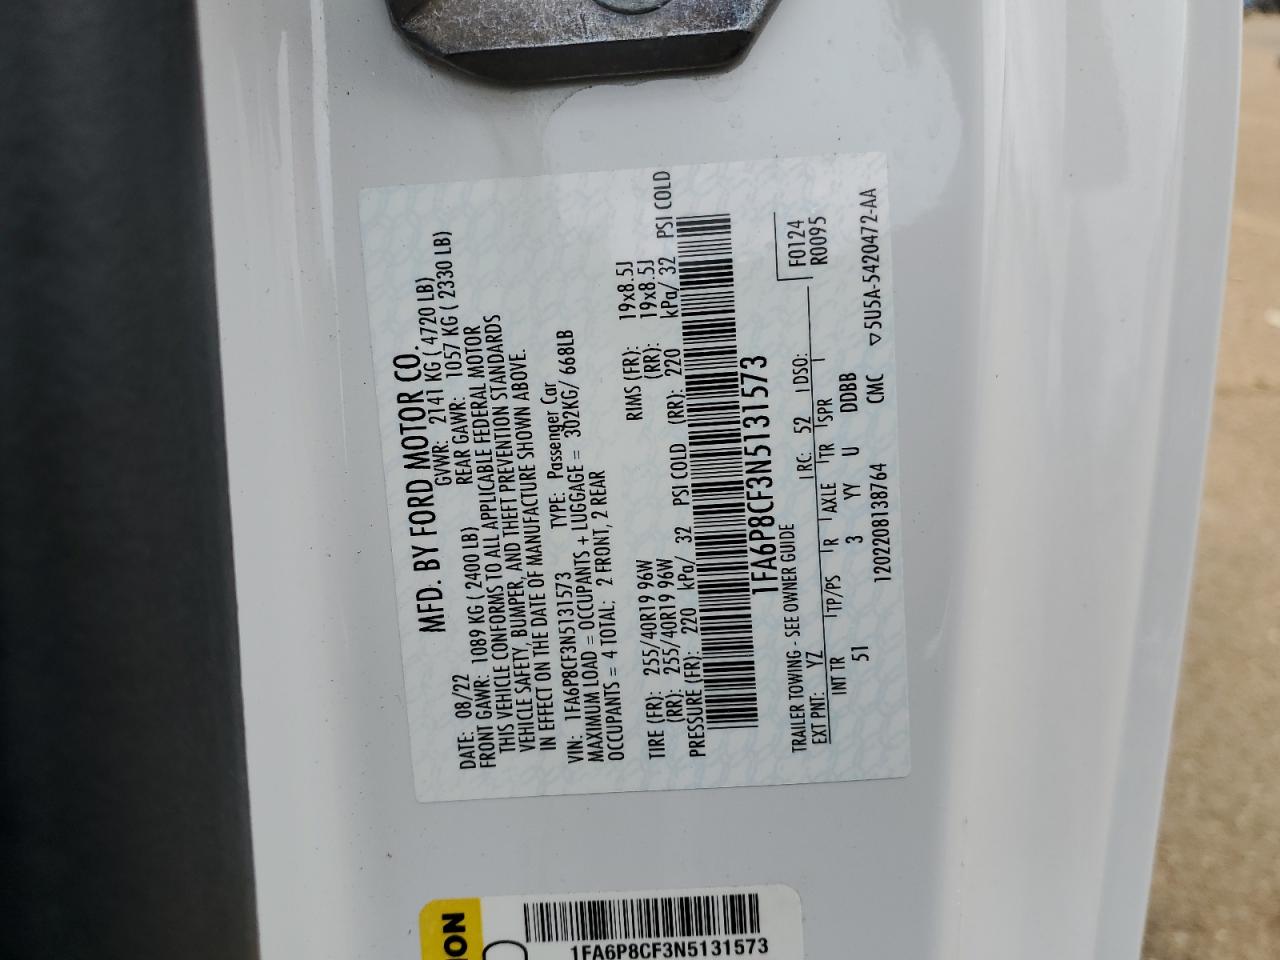 MFD. BY FORD MOTOR CO.
DATE: 08/22 GVWR: 2141 KG ( 4720 LB)
FRONT GAWR: 1089 KG ( 2400 LB) REAR GAWR: 1057 KG ( 2330 LB)
THIS VEHICLE CONFORMS TO ALL APPLICABLE FEDERAL MOTOR
VEHICLE SAFETY, BUMPER, AND THEFT PREVENTION STANDARDS
IN EFFECT ON THE DATE OF MANUFACTURE SHOWN ABOVE.
VIN: 1FA6P8CF3N5131573 TYPE: Passenger Car
MAXIMUM LOAD = OCCUPANTS + LUGGAGE = 302KG/ 668LB
OCCUPANTS = 4 TOTAL: 2 FRONT, 2 REAR
TIRE (FR): 255/40R19 96W RIMS (FR): 19x8.5J
(RR): 255/40R19 96W (RR): 19x8.5J
PRESSURE (FR): 220 kPa/ 32 PSI COLD (RR): 220 kPa/ 32 PSI COLD
1FA6P8CF3N5131573
TRAILER TOWING - SEE OWNER GUIDE F0124
EXT PNT: YZ RC: 52 DSO: R0095
INT TR TP/PS R AXLE TR SPR
51 3 YY U DDBB
1202208138764 CMC ▽5U5A-5420472-AA
1FA6P8CF3N5131573